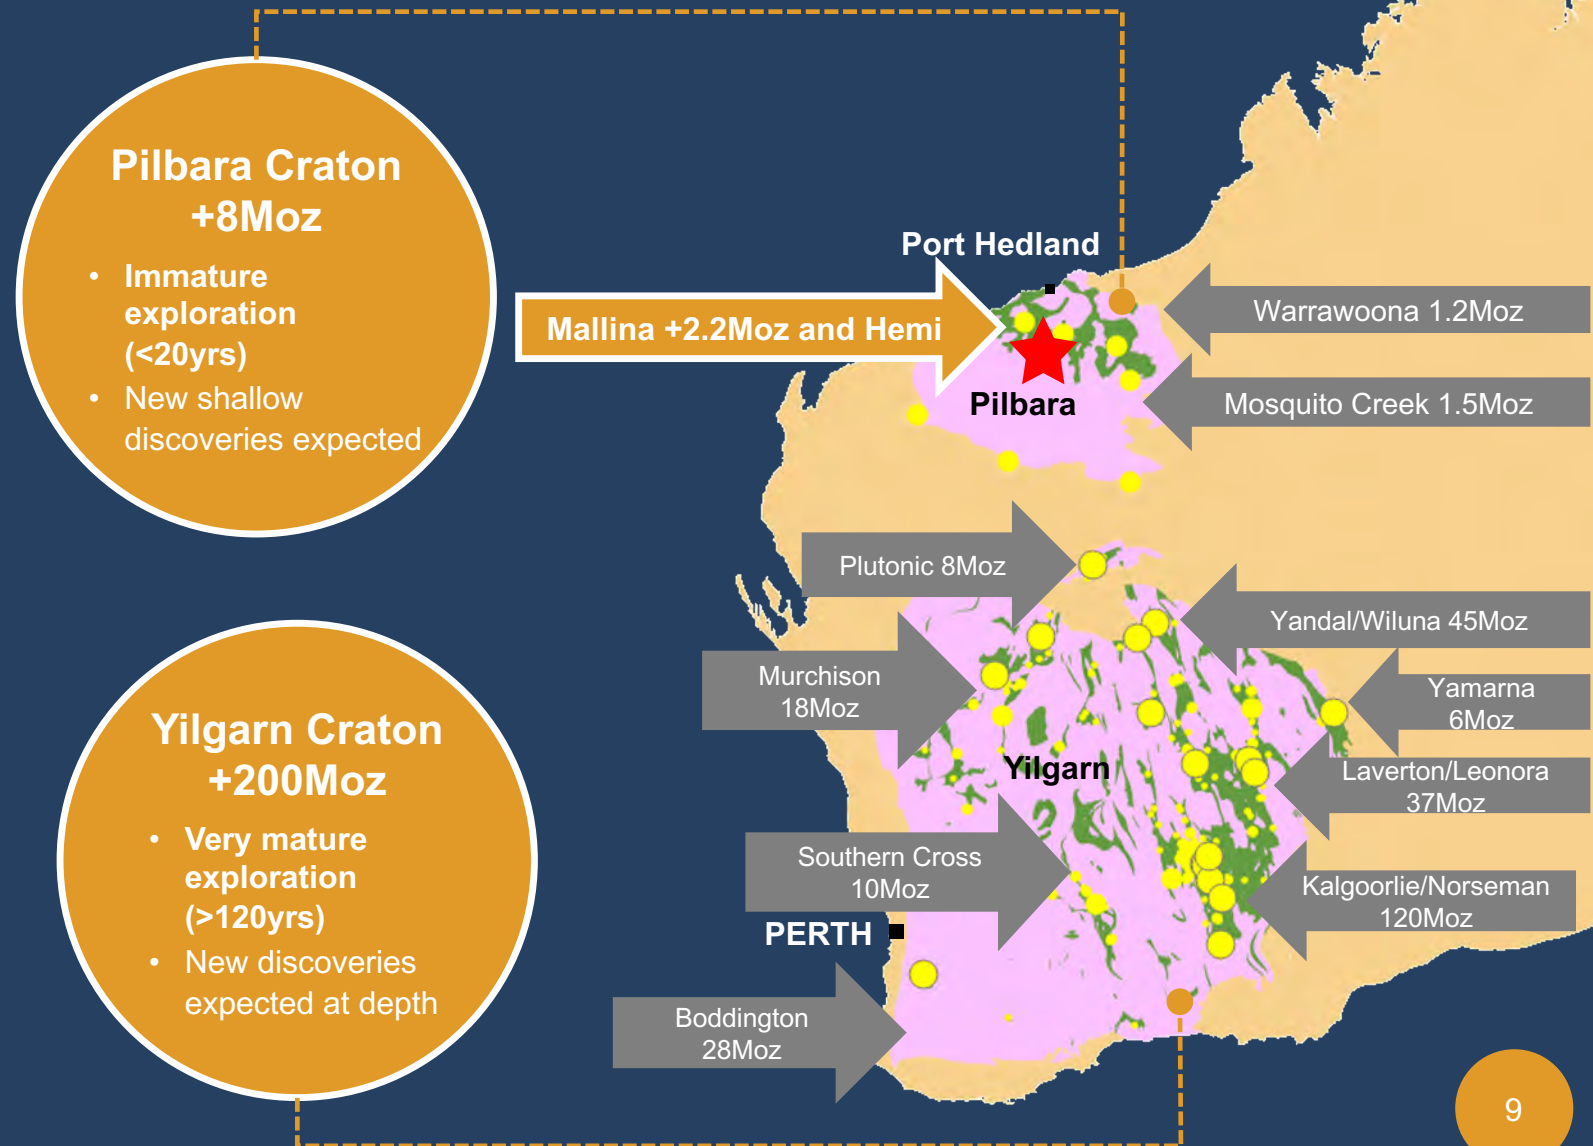 Pilbara Craton
+8Moz
• Immature
exploration
(<20yrs)
• New shallow
discoveries expected
Port Hedland
Mallina +2.2Moz and Hemi
Warrawoona 1.2Moz
Pilbara
Mosquito Creek 1.5Moz
Plutonic 8Moz
Yandal/Wiluna 45Moz
Murchison
18Moz
Yamarna
6Moz
Yilgarn
Laverton/Leonora
37Moz
Southern Cross
10Moz
Kalgoorlie/Norseman
120Moz
PERTH
Boddington
28Moz
Yilgarn Craton
+200Moz
• Very mature
exploration
(>120yrs)
• New discoveries
expected at depth
9